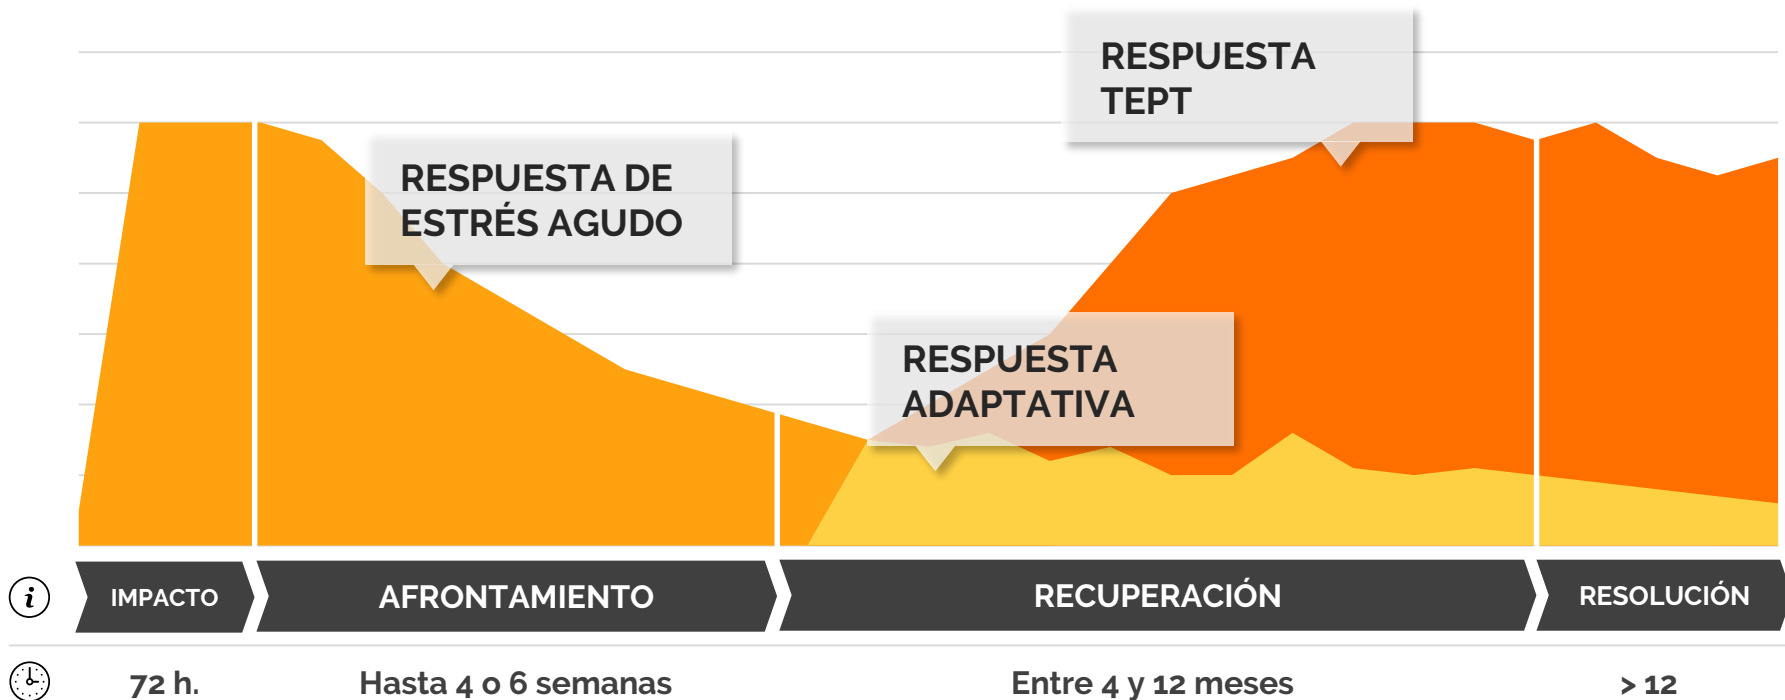 RESPUESTA
TEPT
RESPUESTA DE
ESTRÉS AGUDO
RESPUESTA
ADAPTATIVA
i
IMPACTO
AFRONTAMIENTO
RECUPERACIÓN
RESOLUCIÓN
72 h.
Hasta 4 o 6 semanas
Entre 4 y 12 meses
> 12